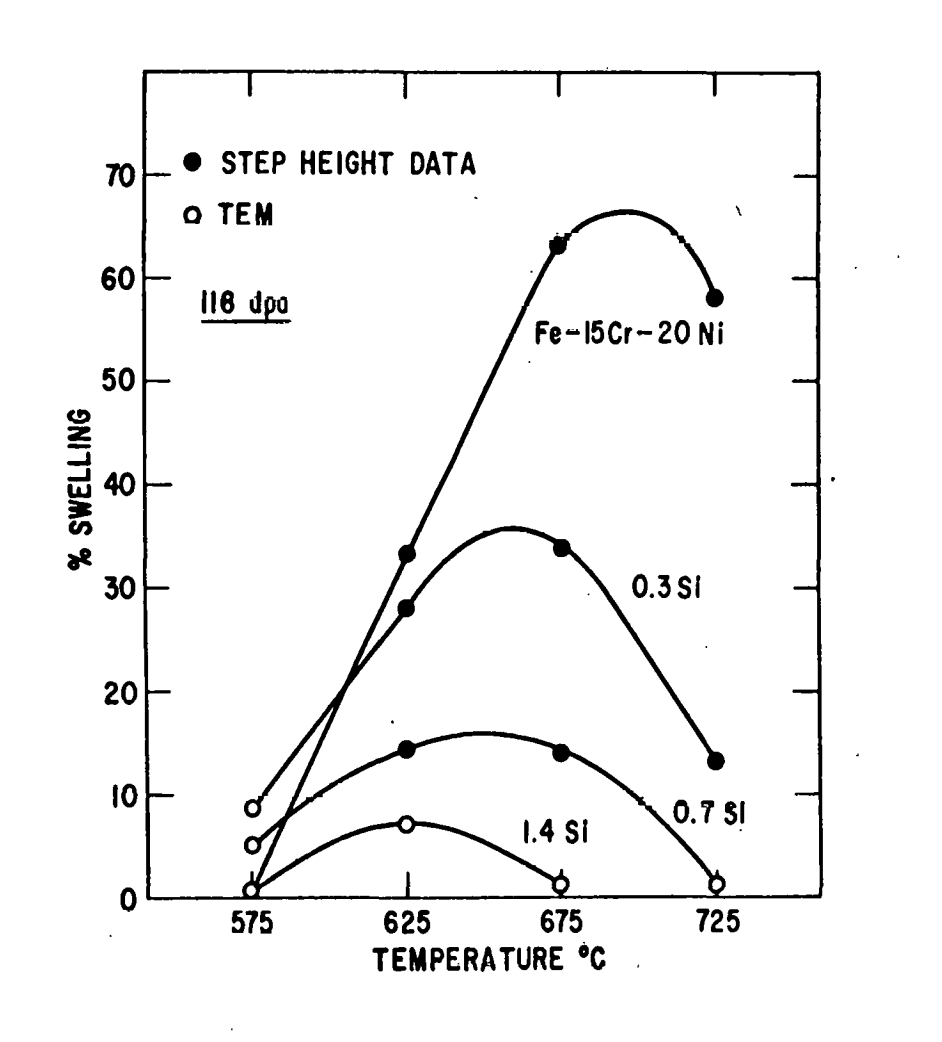 70
60
50
40
30
20
10
0
% SWELLING
● STEP HEIGHT DATA
○ TEM
118 dpa
Fe-15Cr-20 Ni
0.3 Si
0.7 Si
1.4 Si
575 625 675 725
TEMPERATURE °C